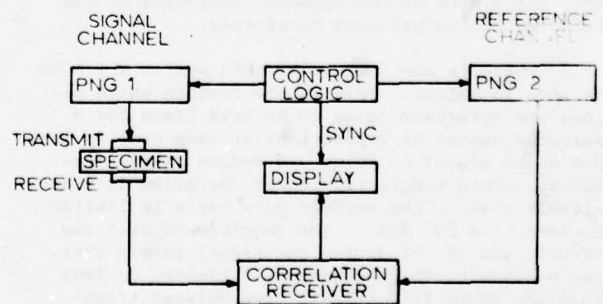 SIGNAL
CHANNEL
REFERENCE
CHANNEL
PNG 1
CONTROL
LOGIC
PNG 2
TRANSMIT
SPECIMEN
RECEIVE
SYNC
DISPLAY
CORRELATION
RECEIVER